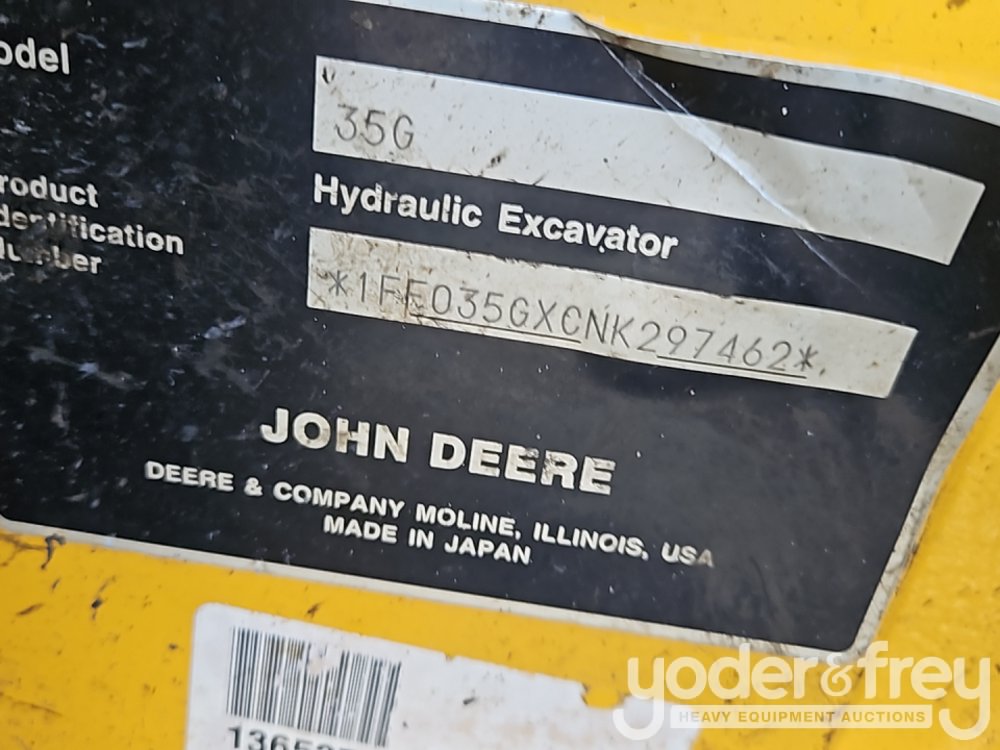 odel
35G
Hydraulic Excavator
roduct
dentification
umber
*1FF035GXCNK297462*
JOHN DEERE
DEERE & COMPANY MOLINE, ILLINOIS, USA
MADE IN JAPAN
yoder&frey
HEAVY EQUIPMENT AUCTIONS